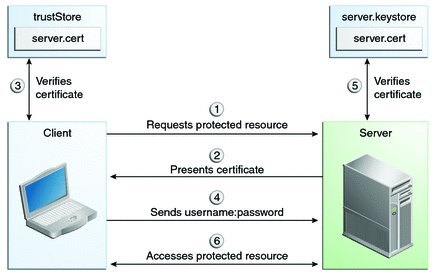 trustStore
server.cert
server.keystore
server.cert
3
Verifies
certificate
5
Verifies
certificate
Client
Server
1
Requests protected resource
2
Presents certificate
4
Sends username:password
6
Accesses protected resource